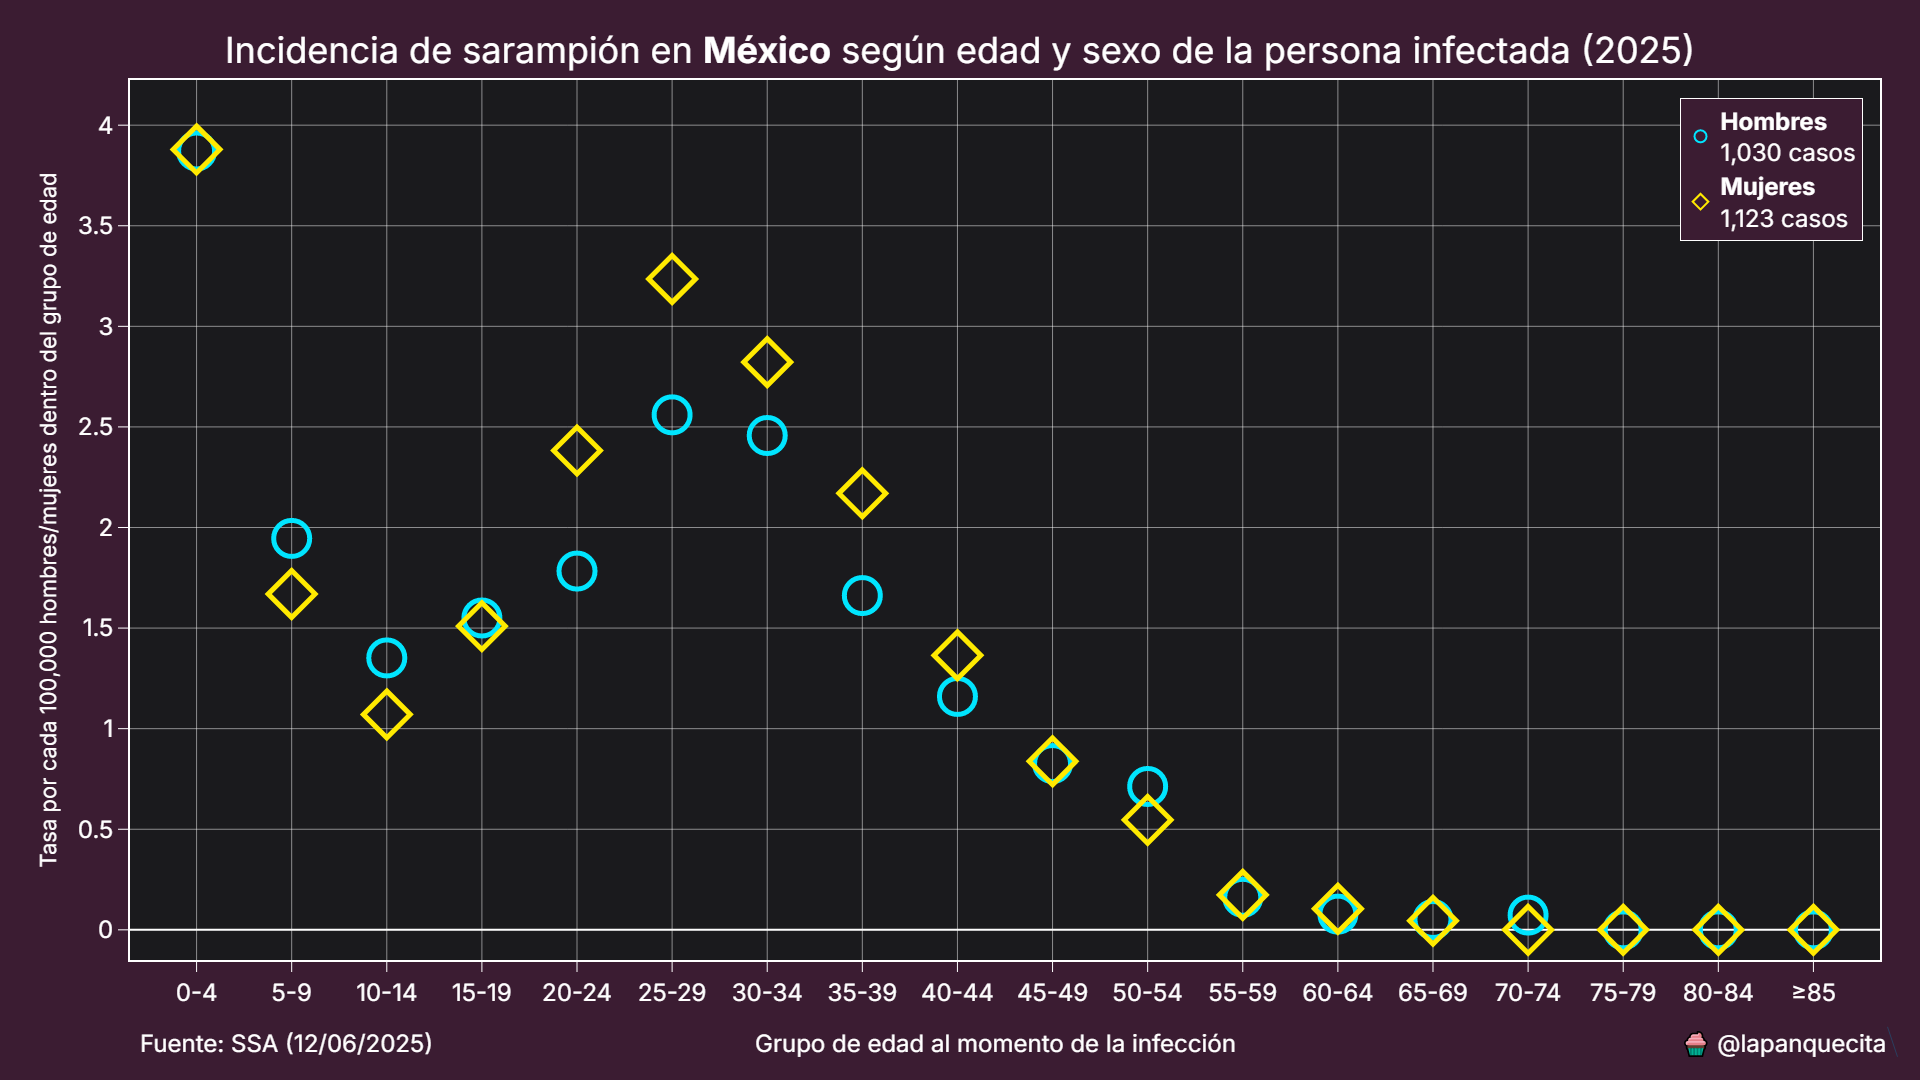 Incidencia de sarampión en México según edad y sexo de la persona infectada (2025)
Hombres
1,030 casos
Mujeres
1,123 casos
Tasa por cada 100,000 hombres/mujeres dentro del grupo de edad
4
3.5
3
2.5
2
1.5
1
0.5
0
0-4 5-9 10-14 15-19 20-24 25-29 30-34 35-39 40-44 45-49 50-54 55-59 60-64 65-69 70-74 75-79 80-84 ≥85
Fuente: SSA (12/06/2025) Grupo de edad al momento de la infección @lapanquecita